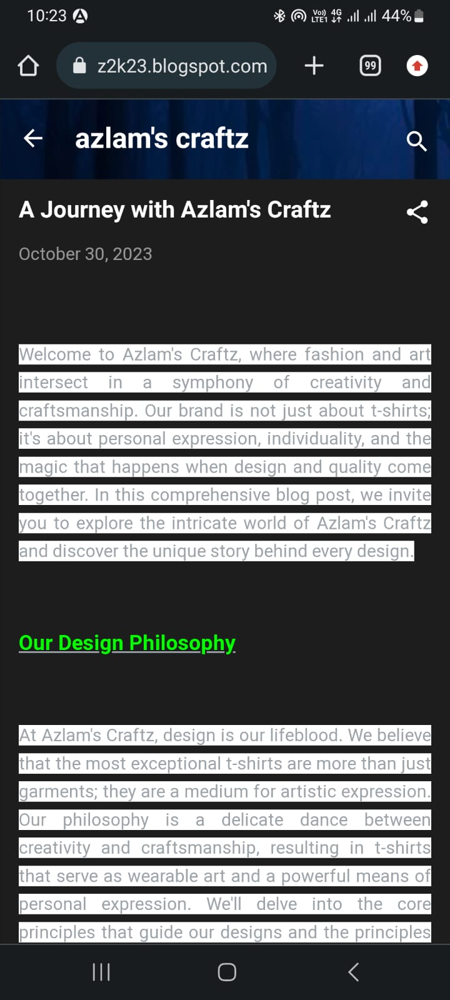 10:23
Vo)) 4G
LTE1
44%
z2k23.blogspot.com
99
azlam's craftz
A Journey with Azlam's Craftz
October 30, 2023
Welcome to Azlam's Craftz, where fashion and art
intersect in a symphony of creativity and
craftsmanship. Our brand is not just about t-shirts;
it's about personal expression, individuality, and the
magic that happens when design and quality come
together. In this comprehensive blog post, we invite
you to explore the intricate world of Azlam's Craftz
and discover the unique story behind every design.
Our Design Philosophy
At Azlam's Craftz, design is our lifeblood. We believe
that the most exceptional t-shirts are more than just
garments; they are a medium for artistic expression.
Our philosophy is a delicate dance between
creativity and craftsmanship, resulting in t-shirts
that serve as wearable art and a powerful means of
personal expression. We'll delve into the core
principles that guide our designs and the principles